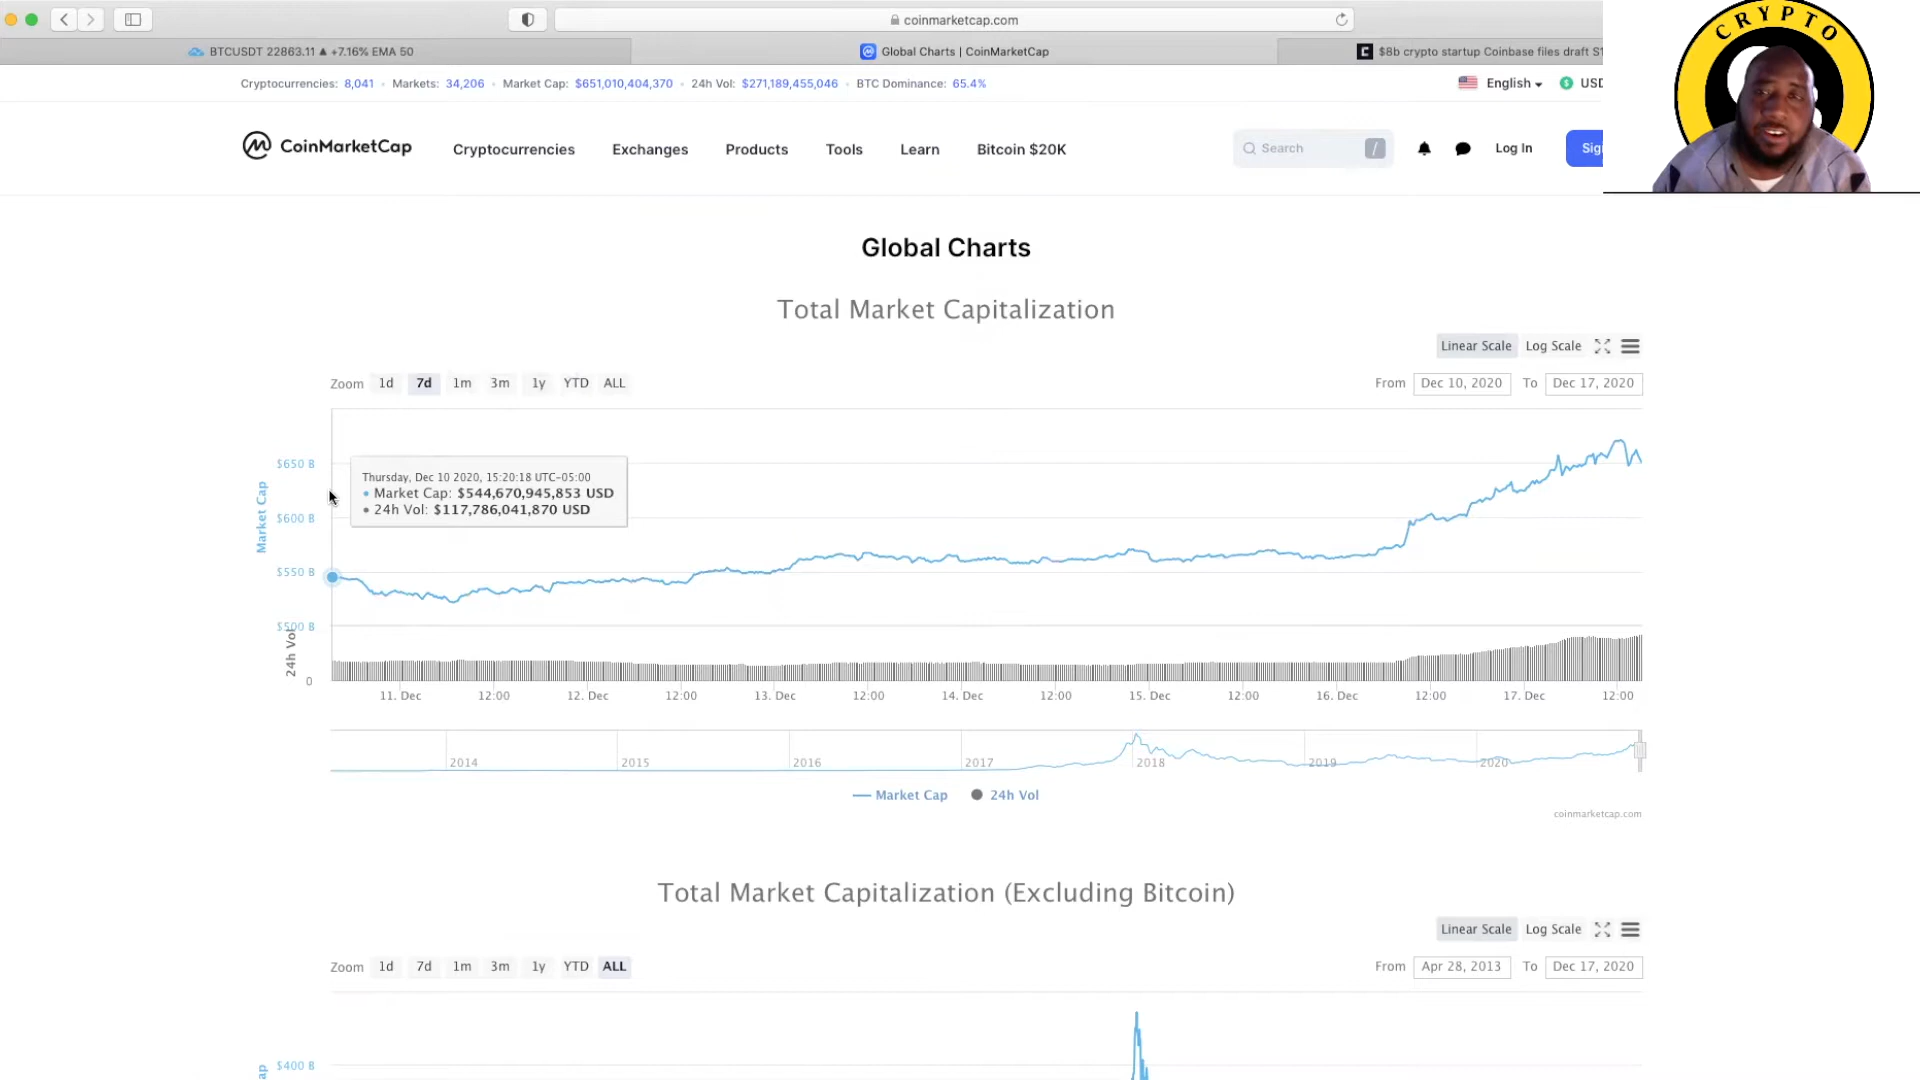 coinmarketcap.com
BTCUSDT 22863.11 ▲ +7.16% EMA 50
Global Charts | CoinMarketCap
$8b crypto startup Coinbase files draft S1
CRYPTO
Cryptocurrencies: 8,041 • Markets: 34,206 • Market Cap: $651,010,404,370 • 24h Vol: $271,189,455,046 • BTC Dominance: 65.4%
English
USD
CoinMarketCap
Cryptocurrencies
Exchanges
Products
Tools
Learn
Bitcoin $20K
Search
/
Log In
Sig
Global Charts
Total Market Capitalization
Linear Scale
Log Scale
Zoom 1d 7d 1m 3m 1y YTD ALL
From Dec 10, 2020 To Dec 17, 2020
$650 B
$600 B
$550 B
$500 B
0
Market Cap
24h Vol
Thursday, Dec 10 2020, 15:20:18 UTC-05:00
• Market Cap: $544,670,945,853 USD
• 24h Vol: $117,786,041,870 USD
11. Dec 12:00 12. Dec 12:00 13. Dec 12:00 14. Dec 12:00 15. Dec 12:00 16. Dec 12:00 17. Dec 12:00
2014 2015 2016 2017 2018 2019 2020
Market Cap
24h Vol
coinmarketcap.com
Total Market Capitalization (Excluding Bitcoin)
Linear Scale
Log Scale
Zoom 1d 7d 1m 3m 1y YTD ALL
From Apr 28, 2013 To Dec 17, 2020
$400 B
ap